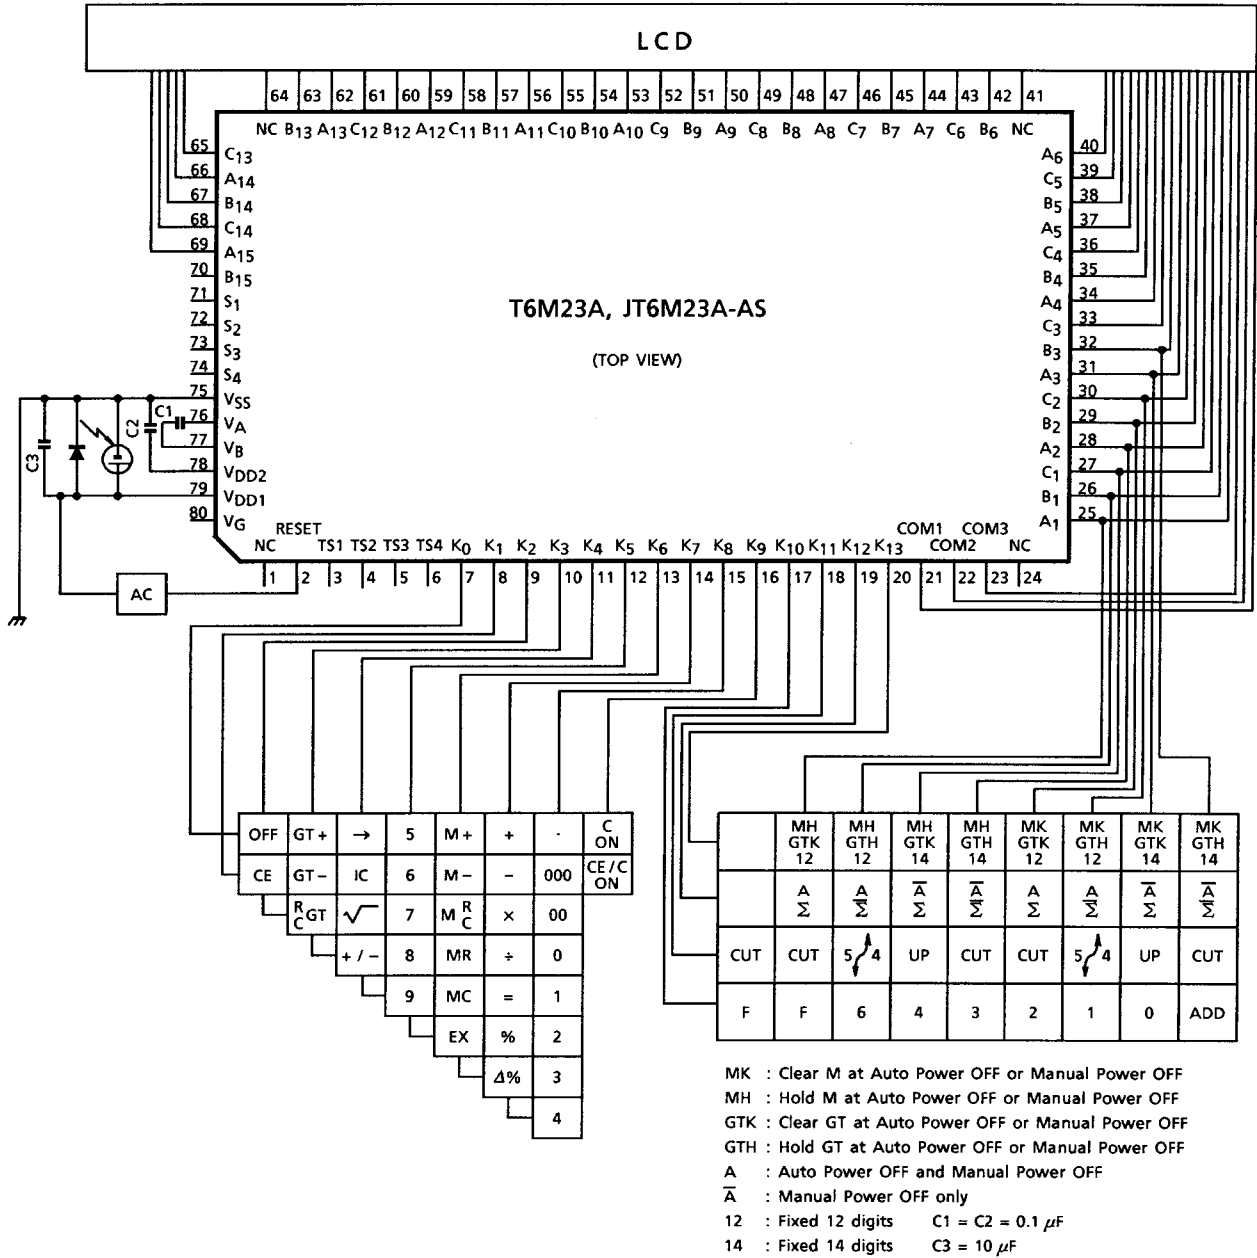 LCD
64 63 62 61 60 59 58 57 56 55 54 53 52 51 50 49 48 47 46 45 44 43 42 41
NC B13 A13 C12 B12 A12 C11 B11 A11 C10 B10 A10 C9 B9 A9 C8 B8 A8 C7 B7 A7 C6 B6 NC
65 C13 A6 40
66 A14 C5 39
67 B14 B5 38
68 C14 A5 37
69 A15 C4 36
70 B15 B4 35
71 S1 A4 34
72 S2 C3 33
73 S3 B3 32
74 S4 A3 31
75 VSS C2 30
76 VA B2 29
77 VB A2 28
78 VDD2 C1 27
79 VDD1 B1 26
80 VG A1 25
T6M23A, JT6M23A-AS
(TOP VIEW)
C1
C2
C3
AC
NC RESET TS1 TS2 TS3 TS4 K0 K1 K2 K3 K4 K5 K6 K7 K8 K9 K10 K11 K12 K13 COM1 COM2 COM3 NC
1 2 3 4 5 6 7 8 9 10 11 12 13 14 15 16 17 18 19 20 21 22 23 24
OFF GT+ → 5 M+ + · C ON
CE GT− IC 6 M− − 000 CE/C ON
RCGT √ 7 MRC × 00
+/− 8 MR ÷ 0
9 MC = 1
EX % 2
Δ% 3
4
MH MH MH MH MK MK MK MK
GTK GTH GTK GTH GTK GTH GTK GTH
12 12 14 14 12 12 14 14
A A A̅ A̅ A A A̅ A̅
Σ Σ̅ Σ Σ̅ Σ Σ̅ Σ Σ̅
CUT CUT 5 4 UP CUT CUT 5 4 UP CUT
F F 6 4 3 2 1 0 ADD
MK : Clear M at Auto Power OFF or Manual Power OFF
MH : Hold M at Auto Power OFF or Manual Power OFF
GTK : Clear GT at Auto Power OFF or Manual Power OFF
GTH : Hold GT at Auto Power OFF or Manual Power OFF
A : Auto Power OFF and Manual Power OFF
A̅ : Manual Power OFF only
12 : Fixed 12 digits C1 = C2 = 0.1 μF
14 : Fixed 14 digits C3 = 10 μF